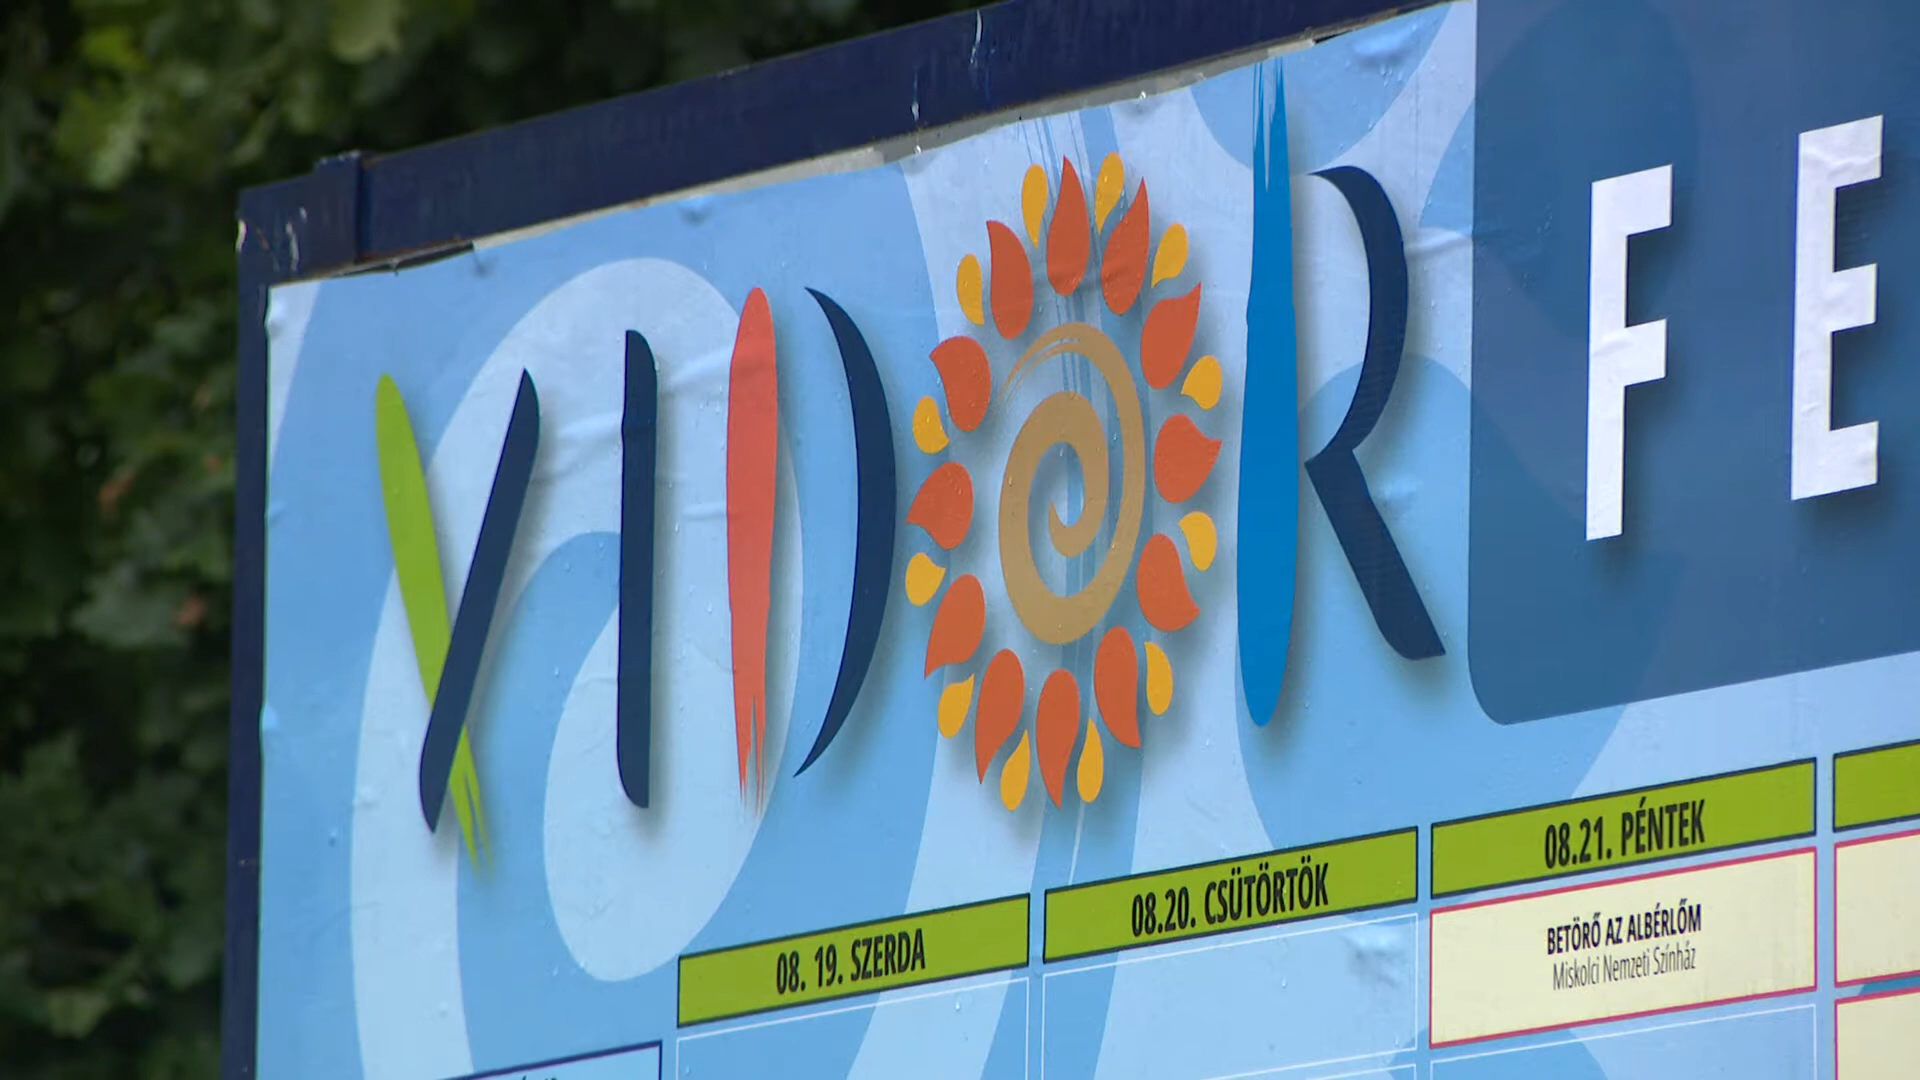 VIDOR FE
08. 19. SZERDA
08.20. CSÜTÖRTÖK
08.21. PÉNTEK
BETÖRŐ AZ ALBÉRLŐM
Miskolci Nemzeti Színház